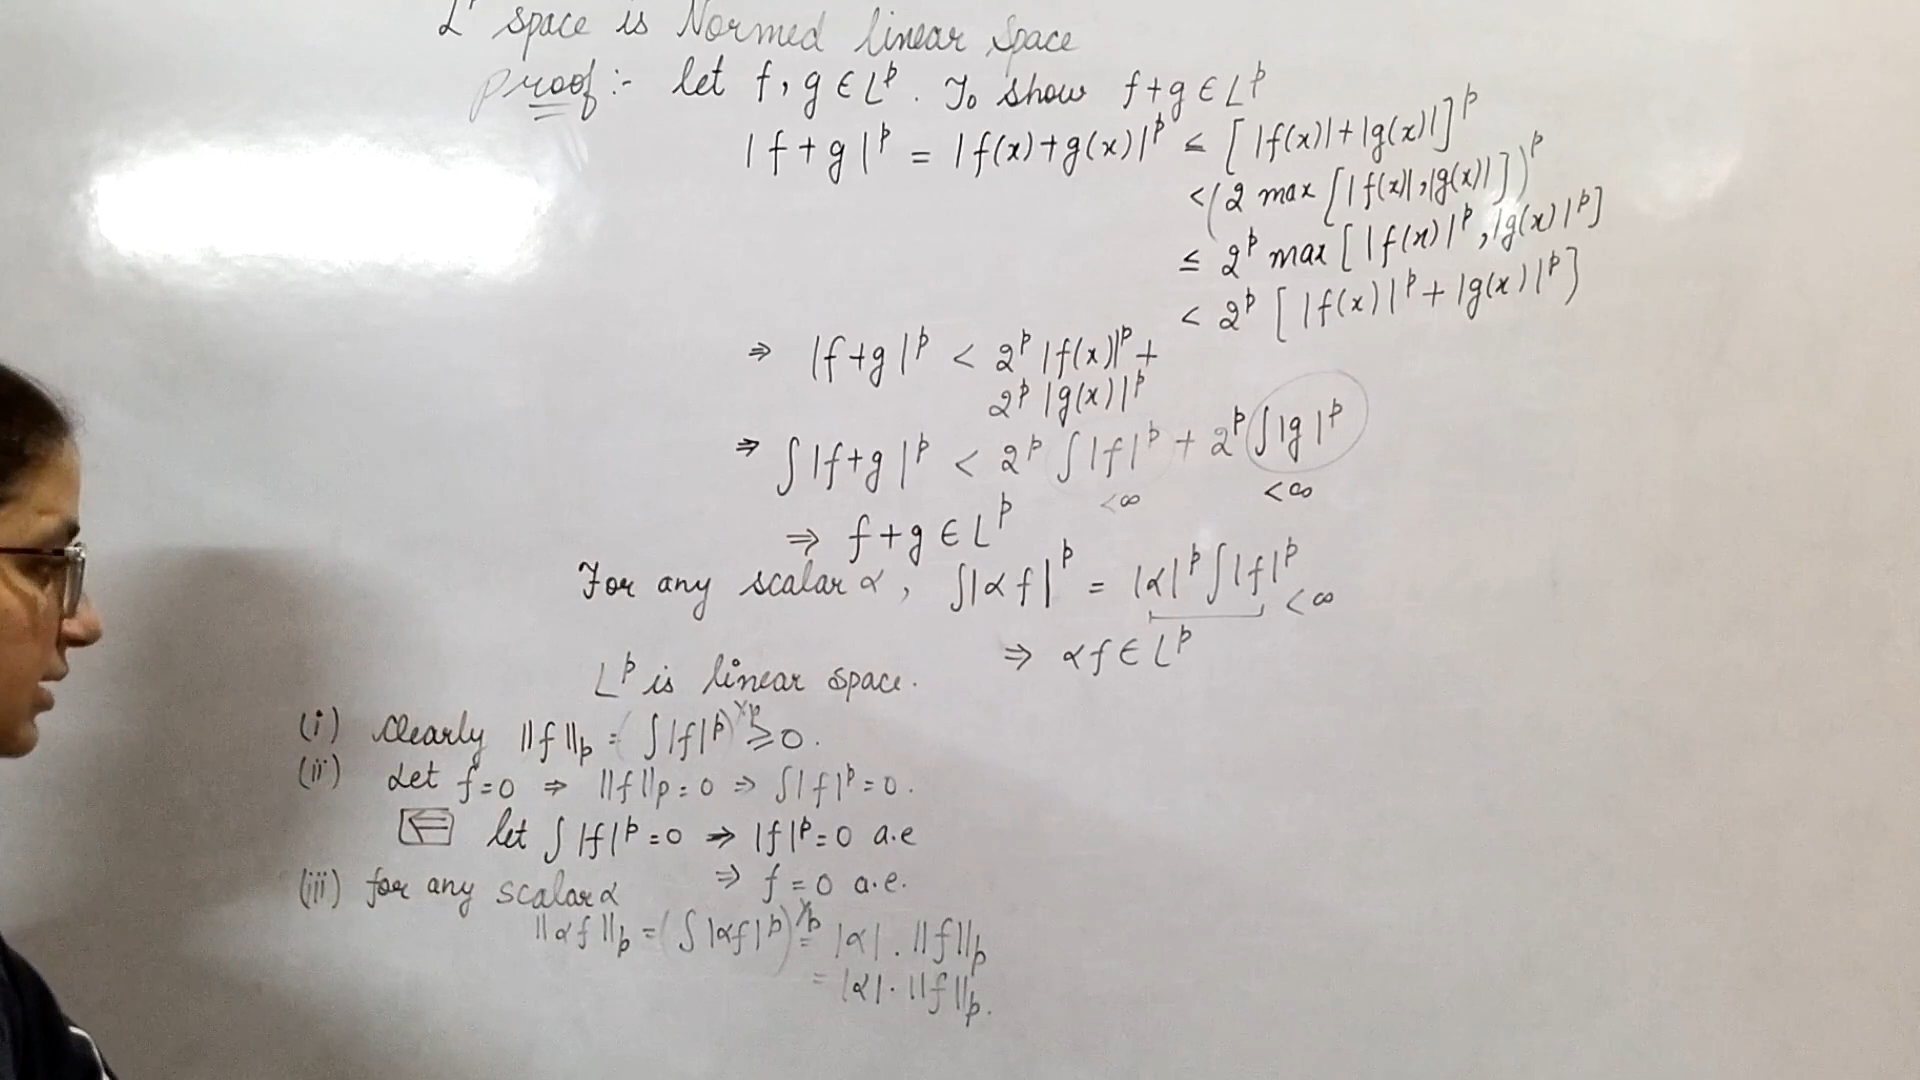 L^p space is Normed linear space
proof :- let f, g ∈ L^p. To show f+g ∈ L^p
|f+g|^p = |f(x)+g(x)|^p ≤ [|f(x)|+|g(x)|]^p
< (2 max [|f(x)|, |g(x)|])^p
≤ 2^p max [|f(x)|^p, |g(x)|^p]
< 2^p [|f(x)|^p + |g(x)|^p]
⇒ |f+g|^p < 2^p |f(x)|^p +
2^p |g(x)|^p
⇒ ∫|f+g|^p < 2^p ∫|f|^p + 2^p ∫|g|^p
<∞ <∞
⇒ f+g ∈ L^p
For any scalar α, ∫|αf|^p = |α|^p ∫|f|^p < ∞
⇒ αf ∈ L^p
L^p is linear space.
(i) Clearly ||f||_p = (∫|f|^p)^1/p ≥ 0.
(ii) Let f=0 ⇒ ||f||_p = 0 ⇒ ∫|f|^p = 0.
⇐ let ∫|f|^p = 0 ⇒ |f|^p = 0 a.e
⇒ f = 0 a.e.
(iii) for any scalar α
||αf||_p = (∫|αf|^p)^1/p = |α| . ||f||_p
= |α| . ||f||_p.